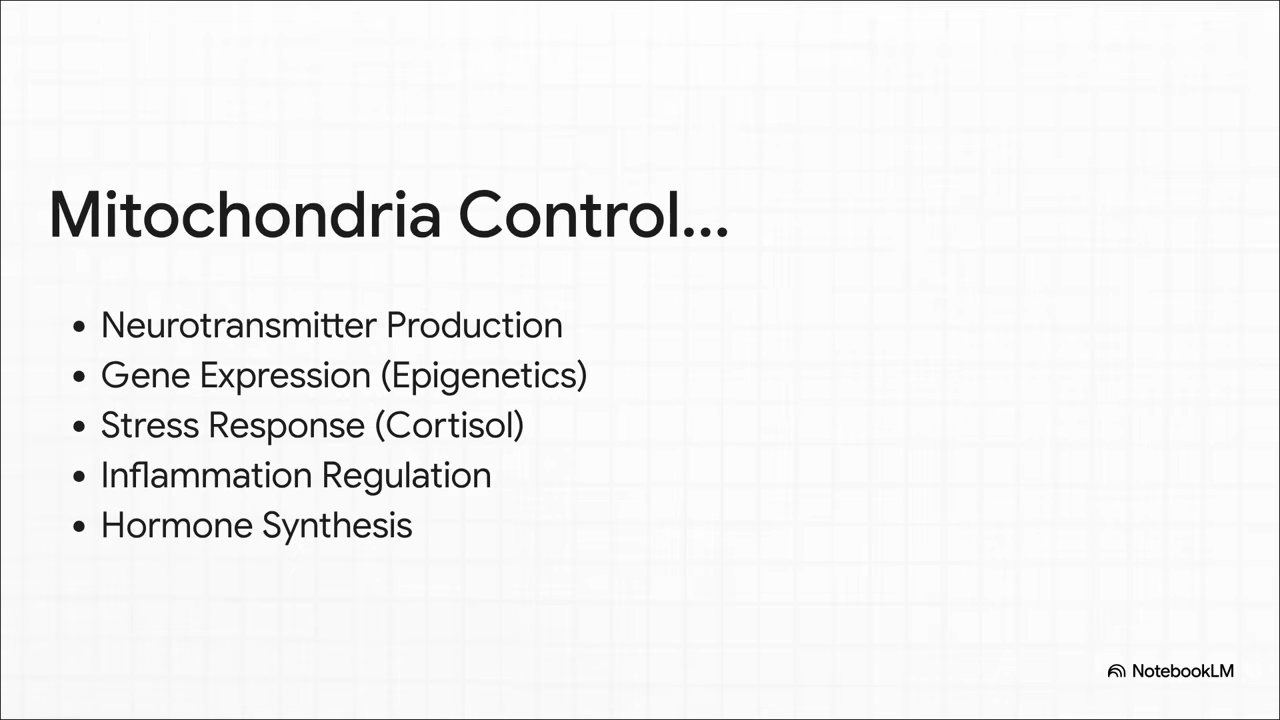 Mitochondria Control...
• Neurotransmitter Production
• Gene Expression (Epigenetics)
• Stress Response (Cortisol)
• Inflammation Regulation
• Hormone Synthesis
NotebookLM